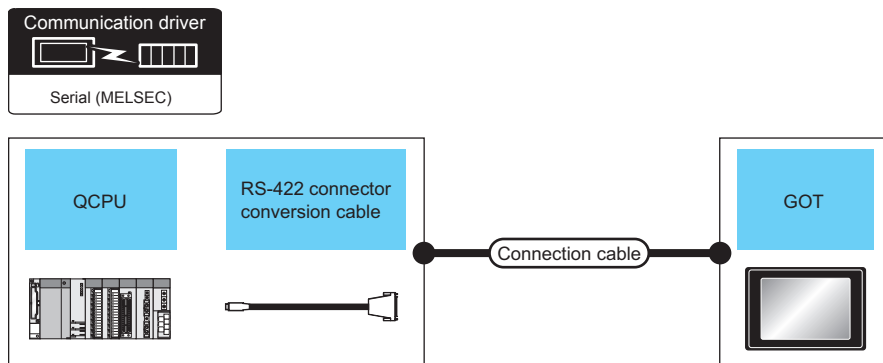 Communication driver
Serial (MELSEC)
QCPU
RS-422 connector
conversion cable
Connection cable
GOT